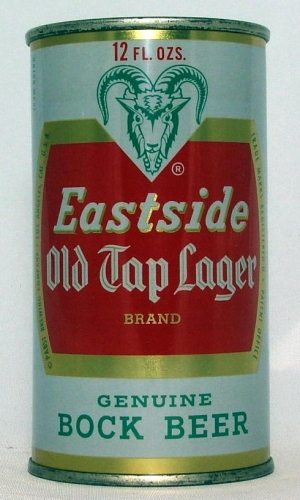 12 FL. OZS.
®
Eastside
Old Tap Lager
BRAND
GENUINE
BOCK BEER